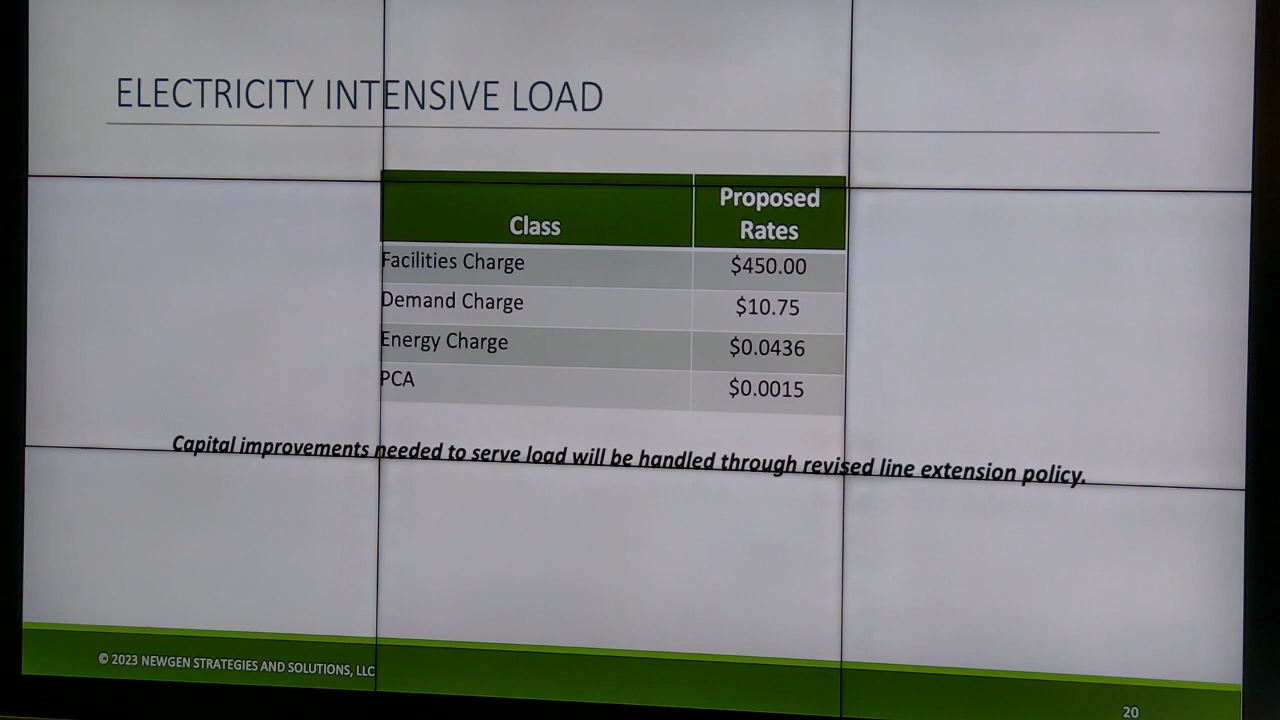 ELECTRICITY INTENSIVE LOAD
Class
Proposed
Rates
Facilities Charge $450.00
Demand Charge $10.75
Energy Charge $0.0436
PCA $0.0015
Capital improvements needed to serve load will be handled through revised line extension policy.
© 2023 NEWGEN STRATEGIES AND SOLUTIONS, LLC
20